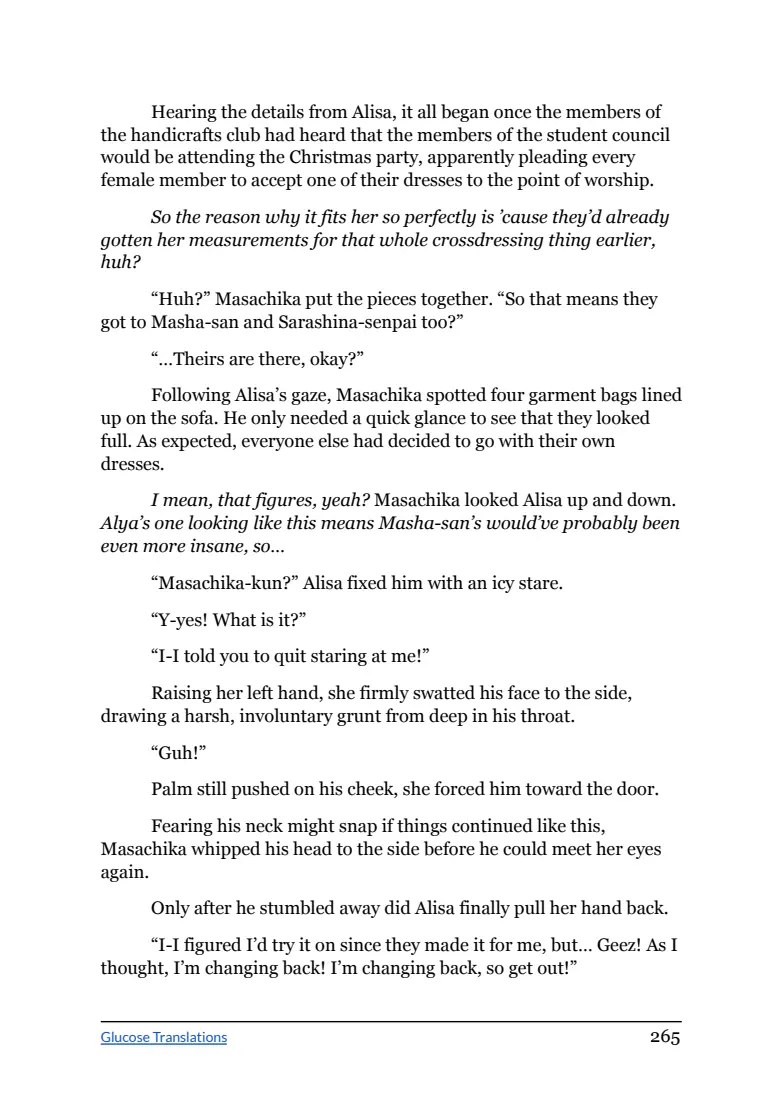 Hearing the details from Alisa, it all began once the members of
the handicrafts club had heard that the members of the student council
would be attending the Christmas party, apparently pleading every
female member to accept one of their dresses to the point of worship.
So the reason why it fits her so perfectly is ’cause they’d already
gotten her measurements for that whole crossdressing thing earlier,
huh?
“Huh?” Masachika put the pieces together. “So that means they
got to Masha-san and Sarashina-senpai too?”
“…Theirs are there, okay?”
Following Alisa’s gaze, Masachika spotted four garment bags lined
up on the sofa. He only needed a quick glance to see that they looked
full. As expected, everyone else had decided to go with their own
dresses.
I mean, that figures, yeah? Masachika looked Alisa up and down.
Alya’s one looking like this means Masha-san’s would’ve probably been
even more insane, so…
“Masachika-kun?” Alisa fixed him with an icy stare.
“Y-yes! What is it?”
“I-I told you to quit staring at me!”
Raising her left hand, she firmly swatted his face to the side,
drawing a harsh, involuntary grunt from deep in his throat.
“Guh!”
Palm still pushed on his cheek, she forced him toward the door.
Fearing his neck might snap if things continued like this,
Masachika whipped his head to the side before he could meet her eyes
again.
Only after he stumbled away did Alisa finally pull her hand back.
“I-I figured I’d try it on since they made it for me, but… Geez! As I
thought, I’m changing back! I’m changing back, so get out!”
Glucose Translations
265